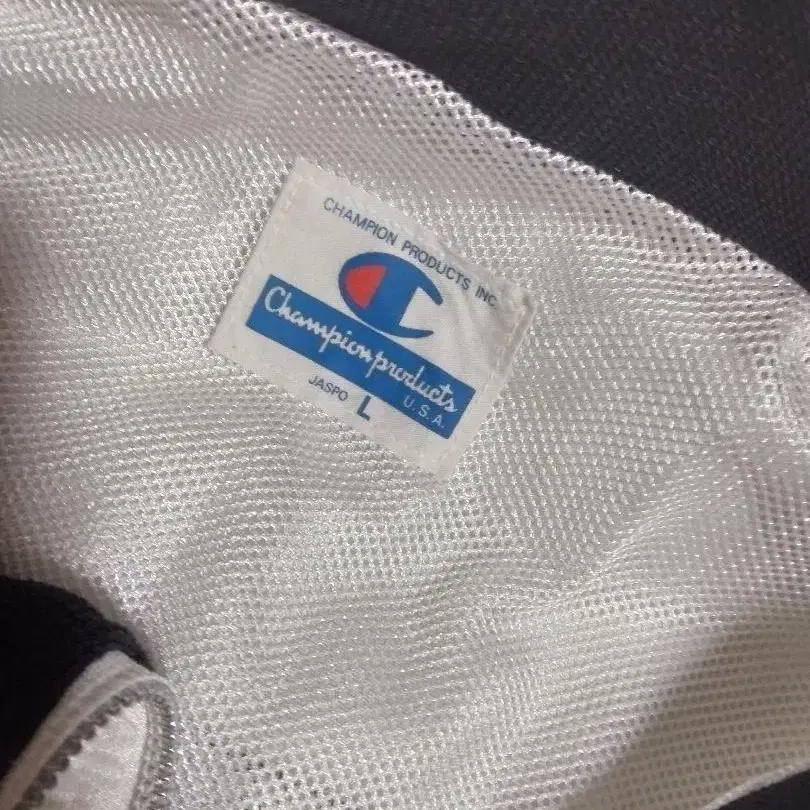 CHAMPION PRODUCTS INC.
Champion products
U.S.A.
JASPO L